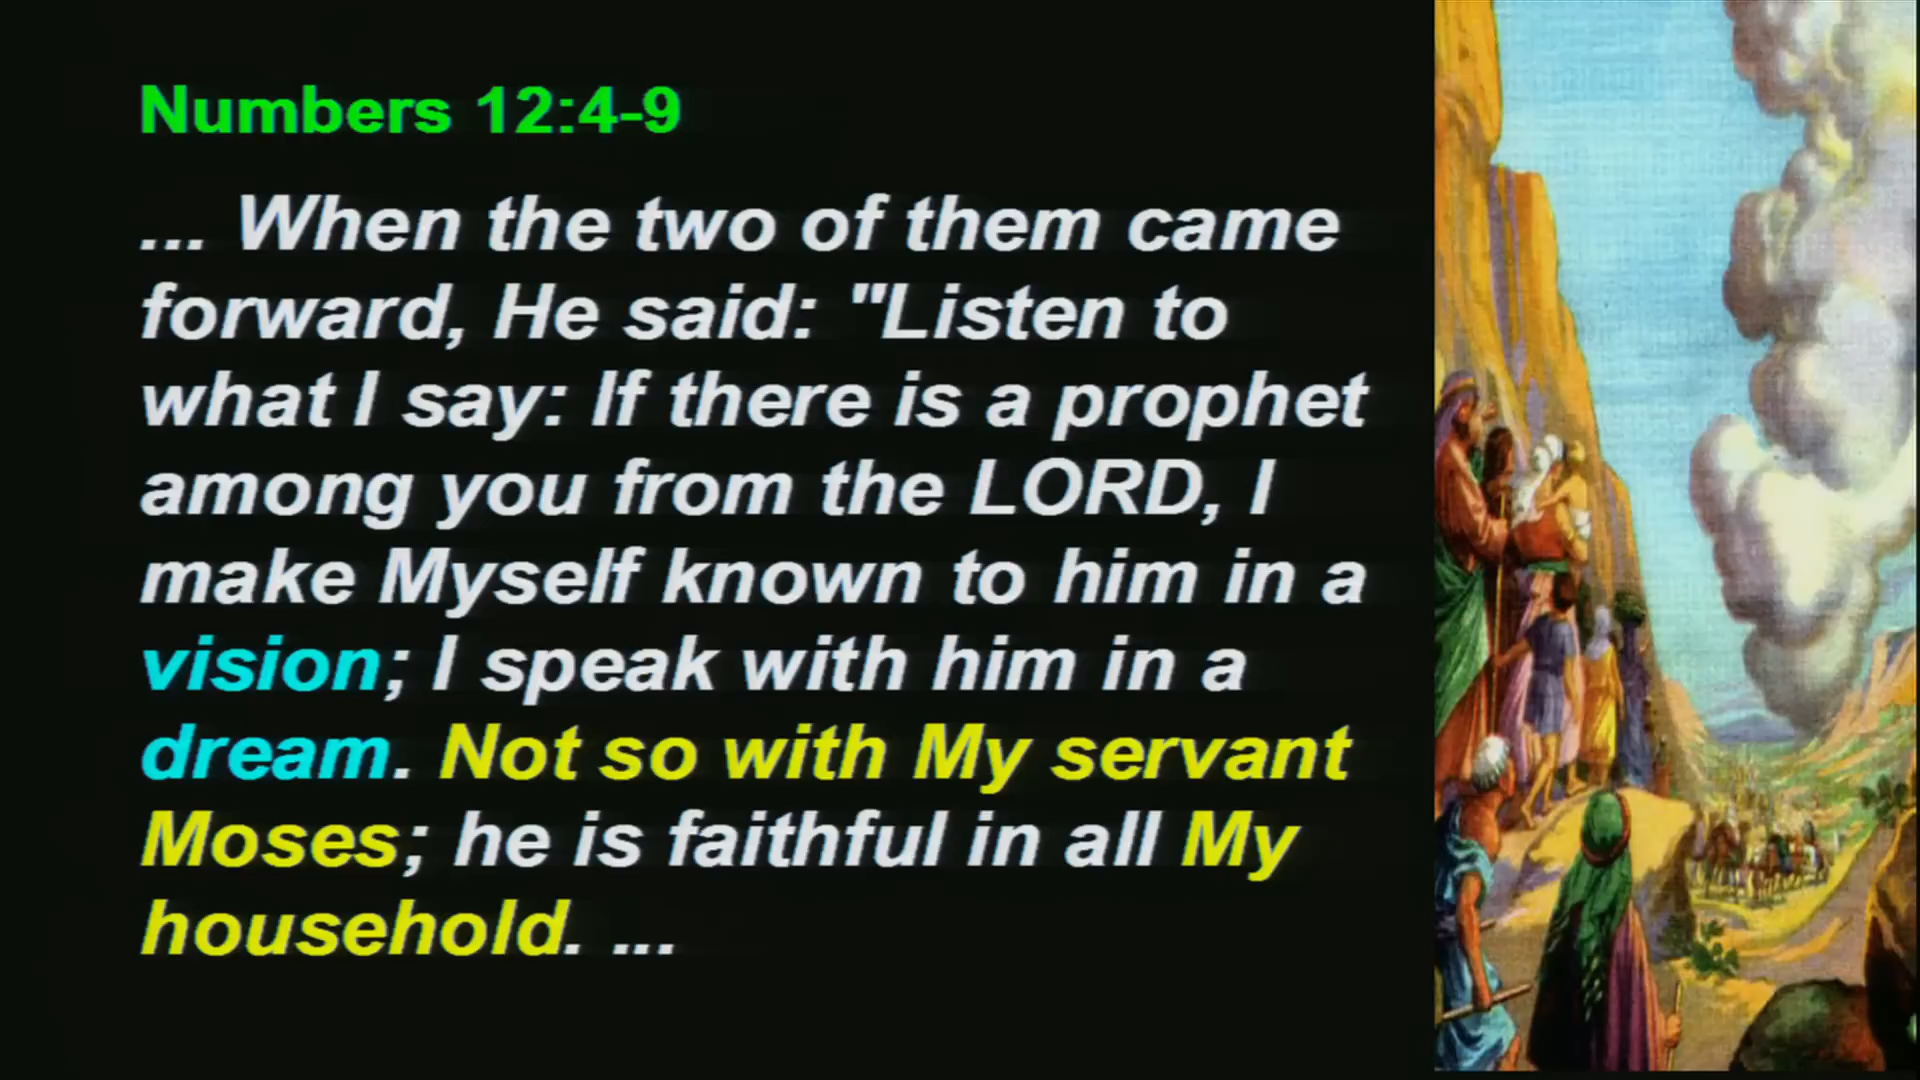 Numbers 12:4-9
... When the two of them came
forward, He said: "Listen to
what I say: If there is a prophet
among you from the LORD, I
make Myself known to him in a
vision; I speak with him in a
dream. Not so with My servant
Moses; he is faithful in all My
household. ...